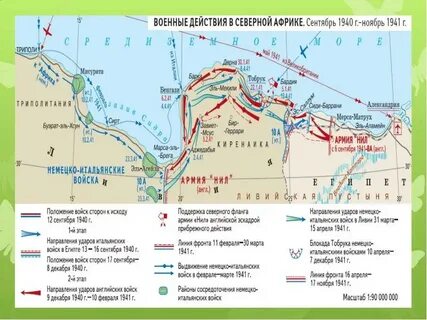 ВОЕННЫЕ ДЕЙСТВИЯ В СЕВЕРНОЙ АФРИКЕ. Сентябрь 1940 г.-ноябрь 1941 г.
СРЕДИЗЕМНОЕ МОРЕ
ТРИПОЛИ
Мисурата
ТРИПОЛИТАНИЯ
Буэрат-эль-Хсун
Сирт
Бенгази
Барка
Дерна 30.1.41
Эль-Мекили
Тобрук
Бардия
Сиди-Баррани
Мерса-Матрух
Александрия
Эль-Аламейн
Бир-Геррари
КИРЕНАИКА
Аджедабия
Марса-эль-Брега
Эль-Агейла
НЕМЕЦКО-ИТАЛЬЯНСКИЕ
ВОЙСКА
АРМИЯ "НИЛ"
(англ.)
АРМИЯ "НИЛ"
(англ.)
ЕГИПЕТ
ЛИВИЙСКАЯ ПУСТЫНЯ
Положение войск сторон к исходу
12 сентября 1940 г.
1-й этап
Направления ударов итальянских
войск в Египте 13 – 16 сентября 1940 г.
Положение войск сторон 17 сентября-
8 декабря 1940 г.
2-й этап
Направления ударов английских войск
9 декабря 1940 г.–10 февраля 1941 г.
Поддержка северного фланга
армии «Нил» английской эскадрой
прибрежного действия
Линия фронта 11 февраля–30 марта
1941 г.
Выдвижение немецко-итальянских
войск в феврале–марте 1941 г.
Районы сосредоточения немецко-
итальянских войск
Направления ударов немецко-
итальянских войск в Ливии 31 марта–
15 апреля 1941 г.
Блокада Тобрука немецко-
итальянскими войсками 10 апреля–
7 декабря 1941 г.
Линия фронта 16 апреля–
17 ноября 1941 г.
Масштаб 1:90 000 000